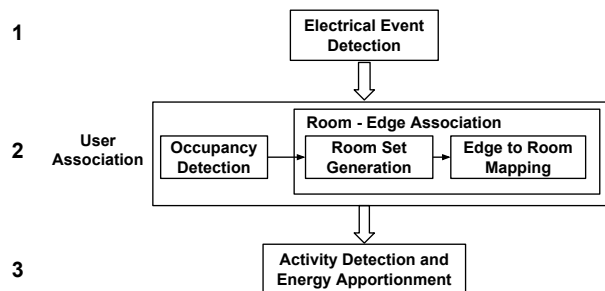 1
Electrical Event
Detection
2
User
Association
Room - Edge Association
Occupancy
Detection
Room Set
Generation
Edge to Room
Mapping
3
Activity Detection and
Energy Apportionment